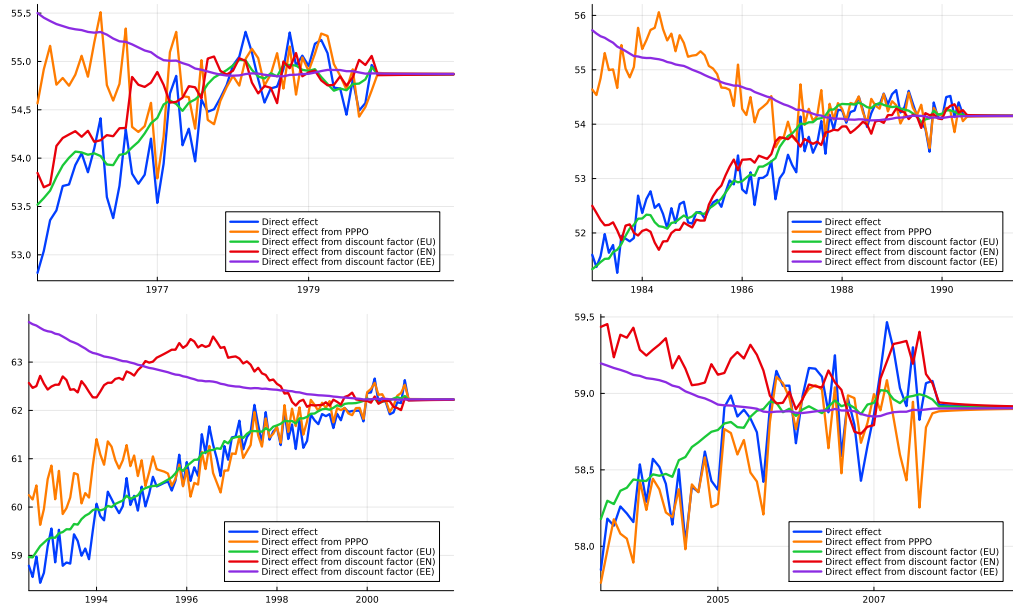 55.5
55.0
54.5
54.0
53.5
53.0
1977
1979
Direct effect
Direct effect from PPPO
Direct effect from discount factor (EU)
Direct effect from discount factor (EN)
Direct effect from discount factor (EE)
56
55
54
53
52
1984
1986
1988
1990
Direct effect
Direct effect from PPPO
Direct effect from discount factor (EU)
Direct effect from discount factor (EN)
Direct effect from discount factor (EE)
63
62
61
60
59
1994
1996
1998
2000
Direct effect
Direct effect from PPPO
Direct effect from discount factor (EU)
Direct effect from discount factor (EN)
Direct effect from discount factor (EE)
59.5
59.0
58.5
58.0
2005
2007
Direct effect
Direct effect from PPPO
Direct effect from discount factor (EU)
Direct effect from discount factor (EN)
Direct effect from discount factor (EE)